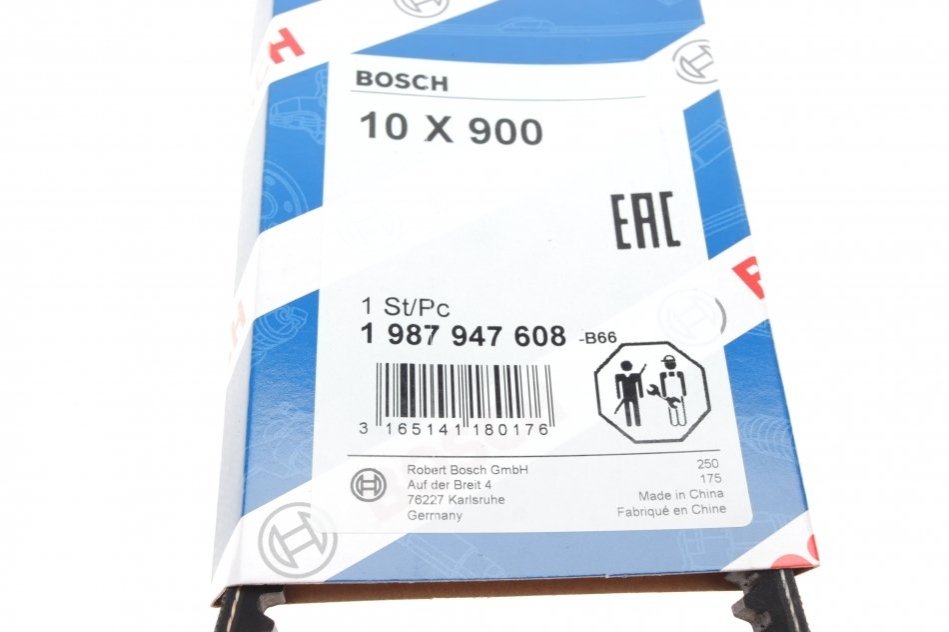 BOSCH
10 X 900
EAC
1 St/Pc
1 987 947 608 -B66
3 165141 180176
Robert Bosch GmbH
Auf der Breit 4
76227 Karlsruhe
Germany
250
175
Made in China
Fabriqué en Chine